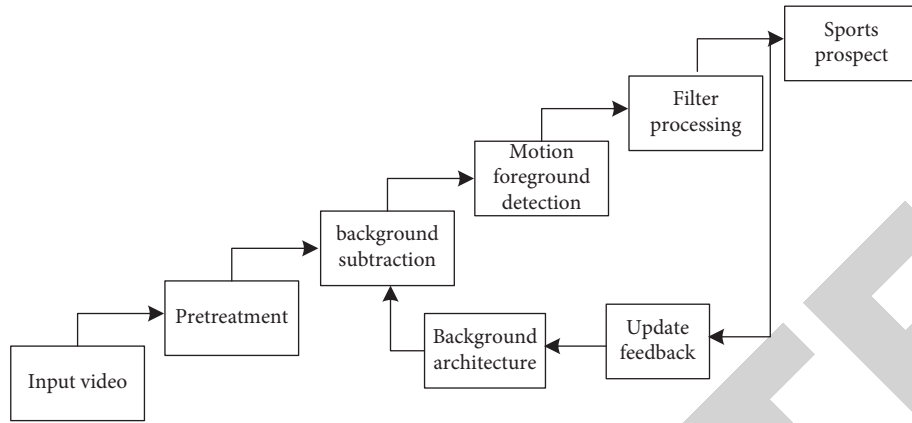 Sports
prospect
Filter
processing
Motion
foreground
detection
background
subtraction
Pretreatment
Input video
Background
architecture
Update
feedback